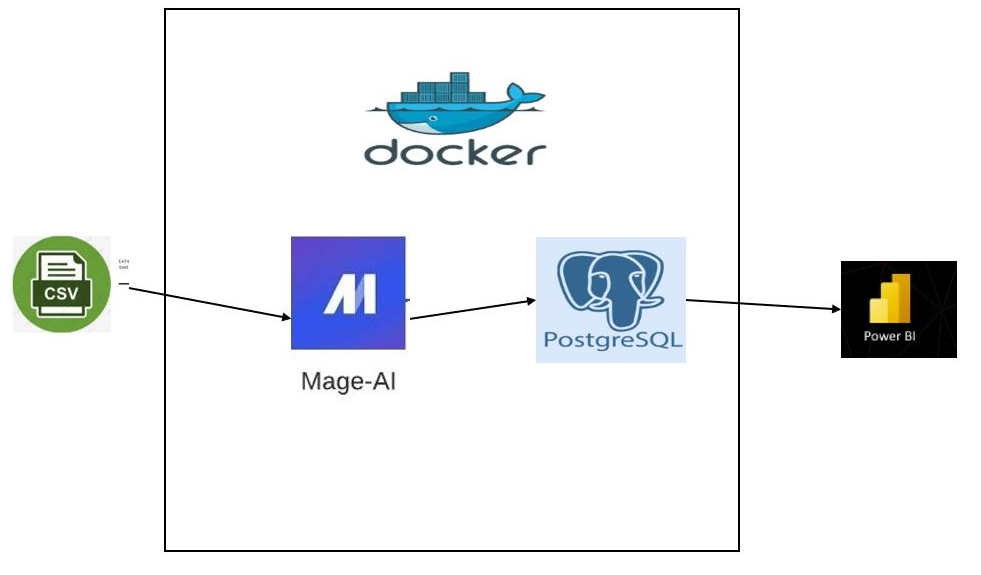 docker
CSV
Mage-AI
PostgreSQL
Power BI